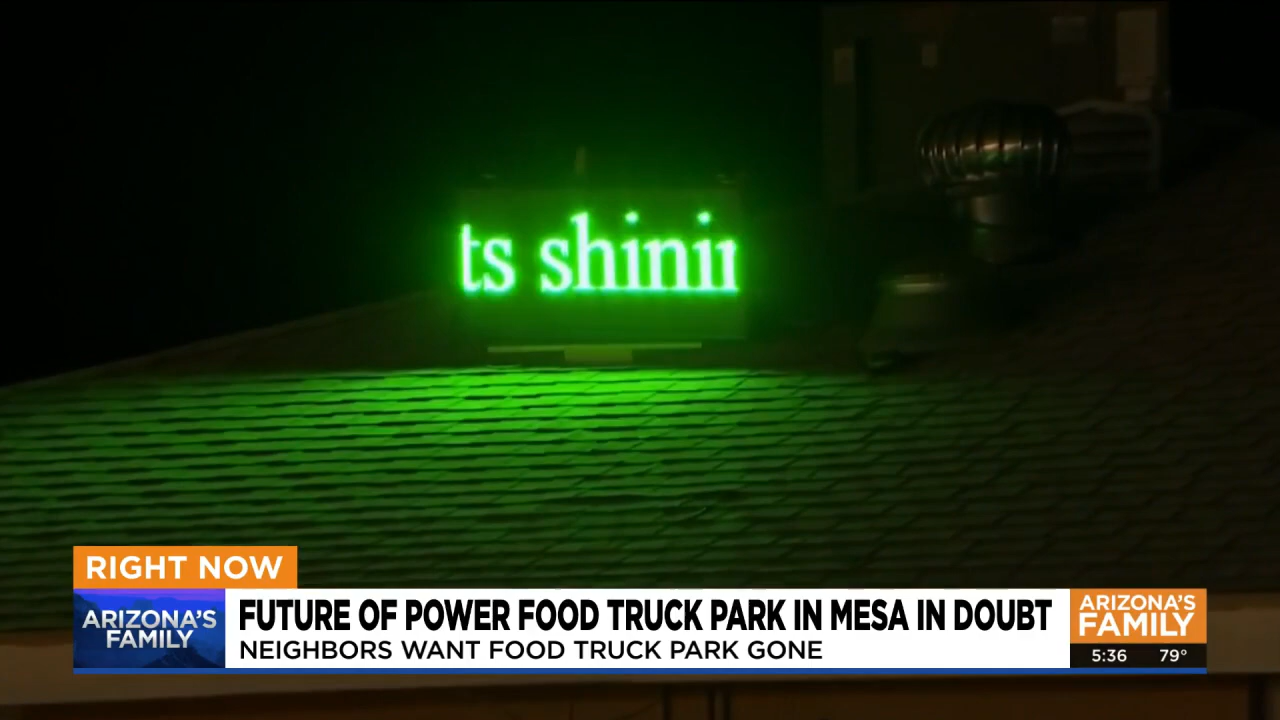 ts shinin
RIGHT NOW
ARIZONA'S
FAMILY
FUTURE OF POWER FOOD TRUCK PARK IN MESA IN DOUBT
NEIGHBORS WANT FOOD TRUCK PARK GONE
ARIZONA'S
FAMILY
5:36 79°